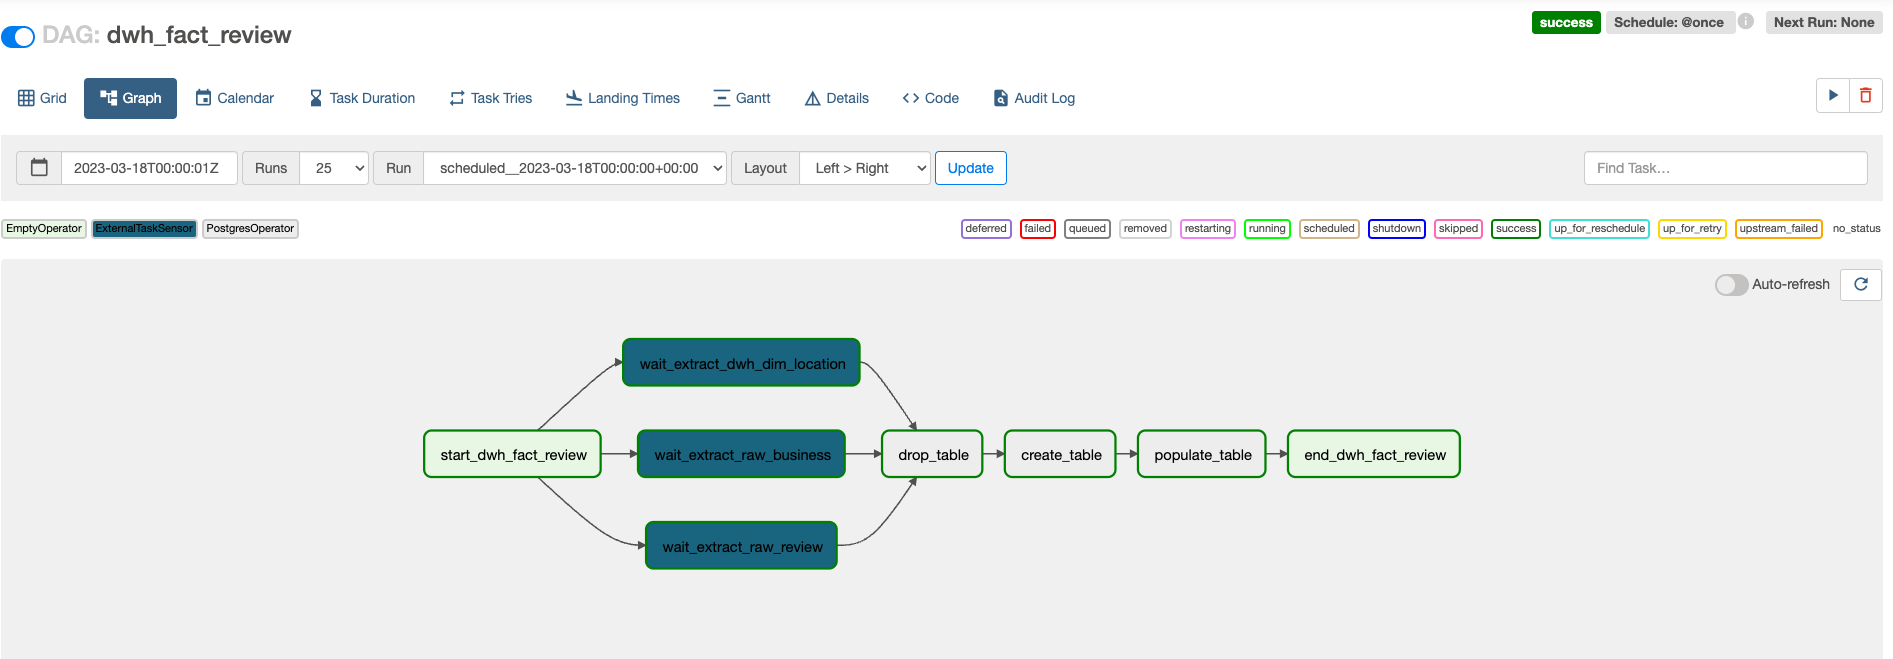 DAG: dwh_fact_review
success Schedule: @once Next Run: None
Grid Graph Calendar Task Duration Task Tries Landing Times Gantt Details Code Audit Log
2023-03-18T00:00:01Z Runs 25 Run scheduled__2023-03-18T00:00:00+00:00 Layout Left > Right Update Find Task...
EmptyOperator ExternalTaskSensor PostgresOperator
deferred failed queued removed restarting running scheduled shutdown skipped success up_for_reschedule up_for_retry upstream_failed no_status
Auto-refresh
wait_extract_dwh_dim_location
start_dwh_fact_review wait_extract_raw_business drop_table create_table populate_table end_dwh_fact_review
wait_extract_raw_review